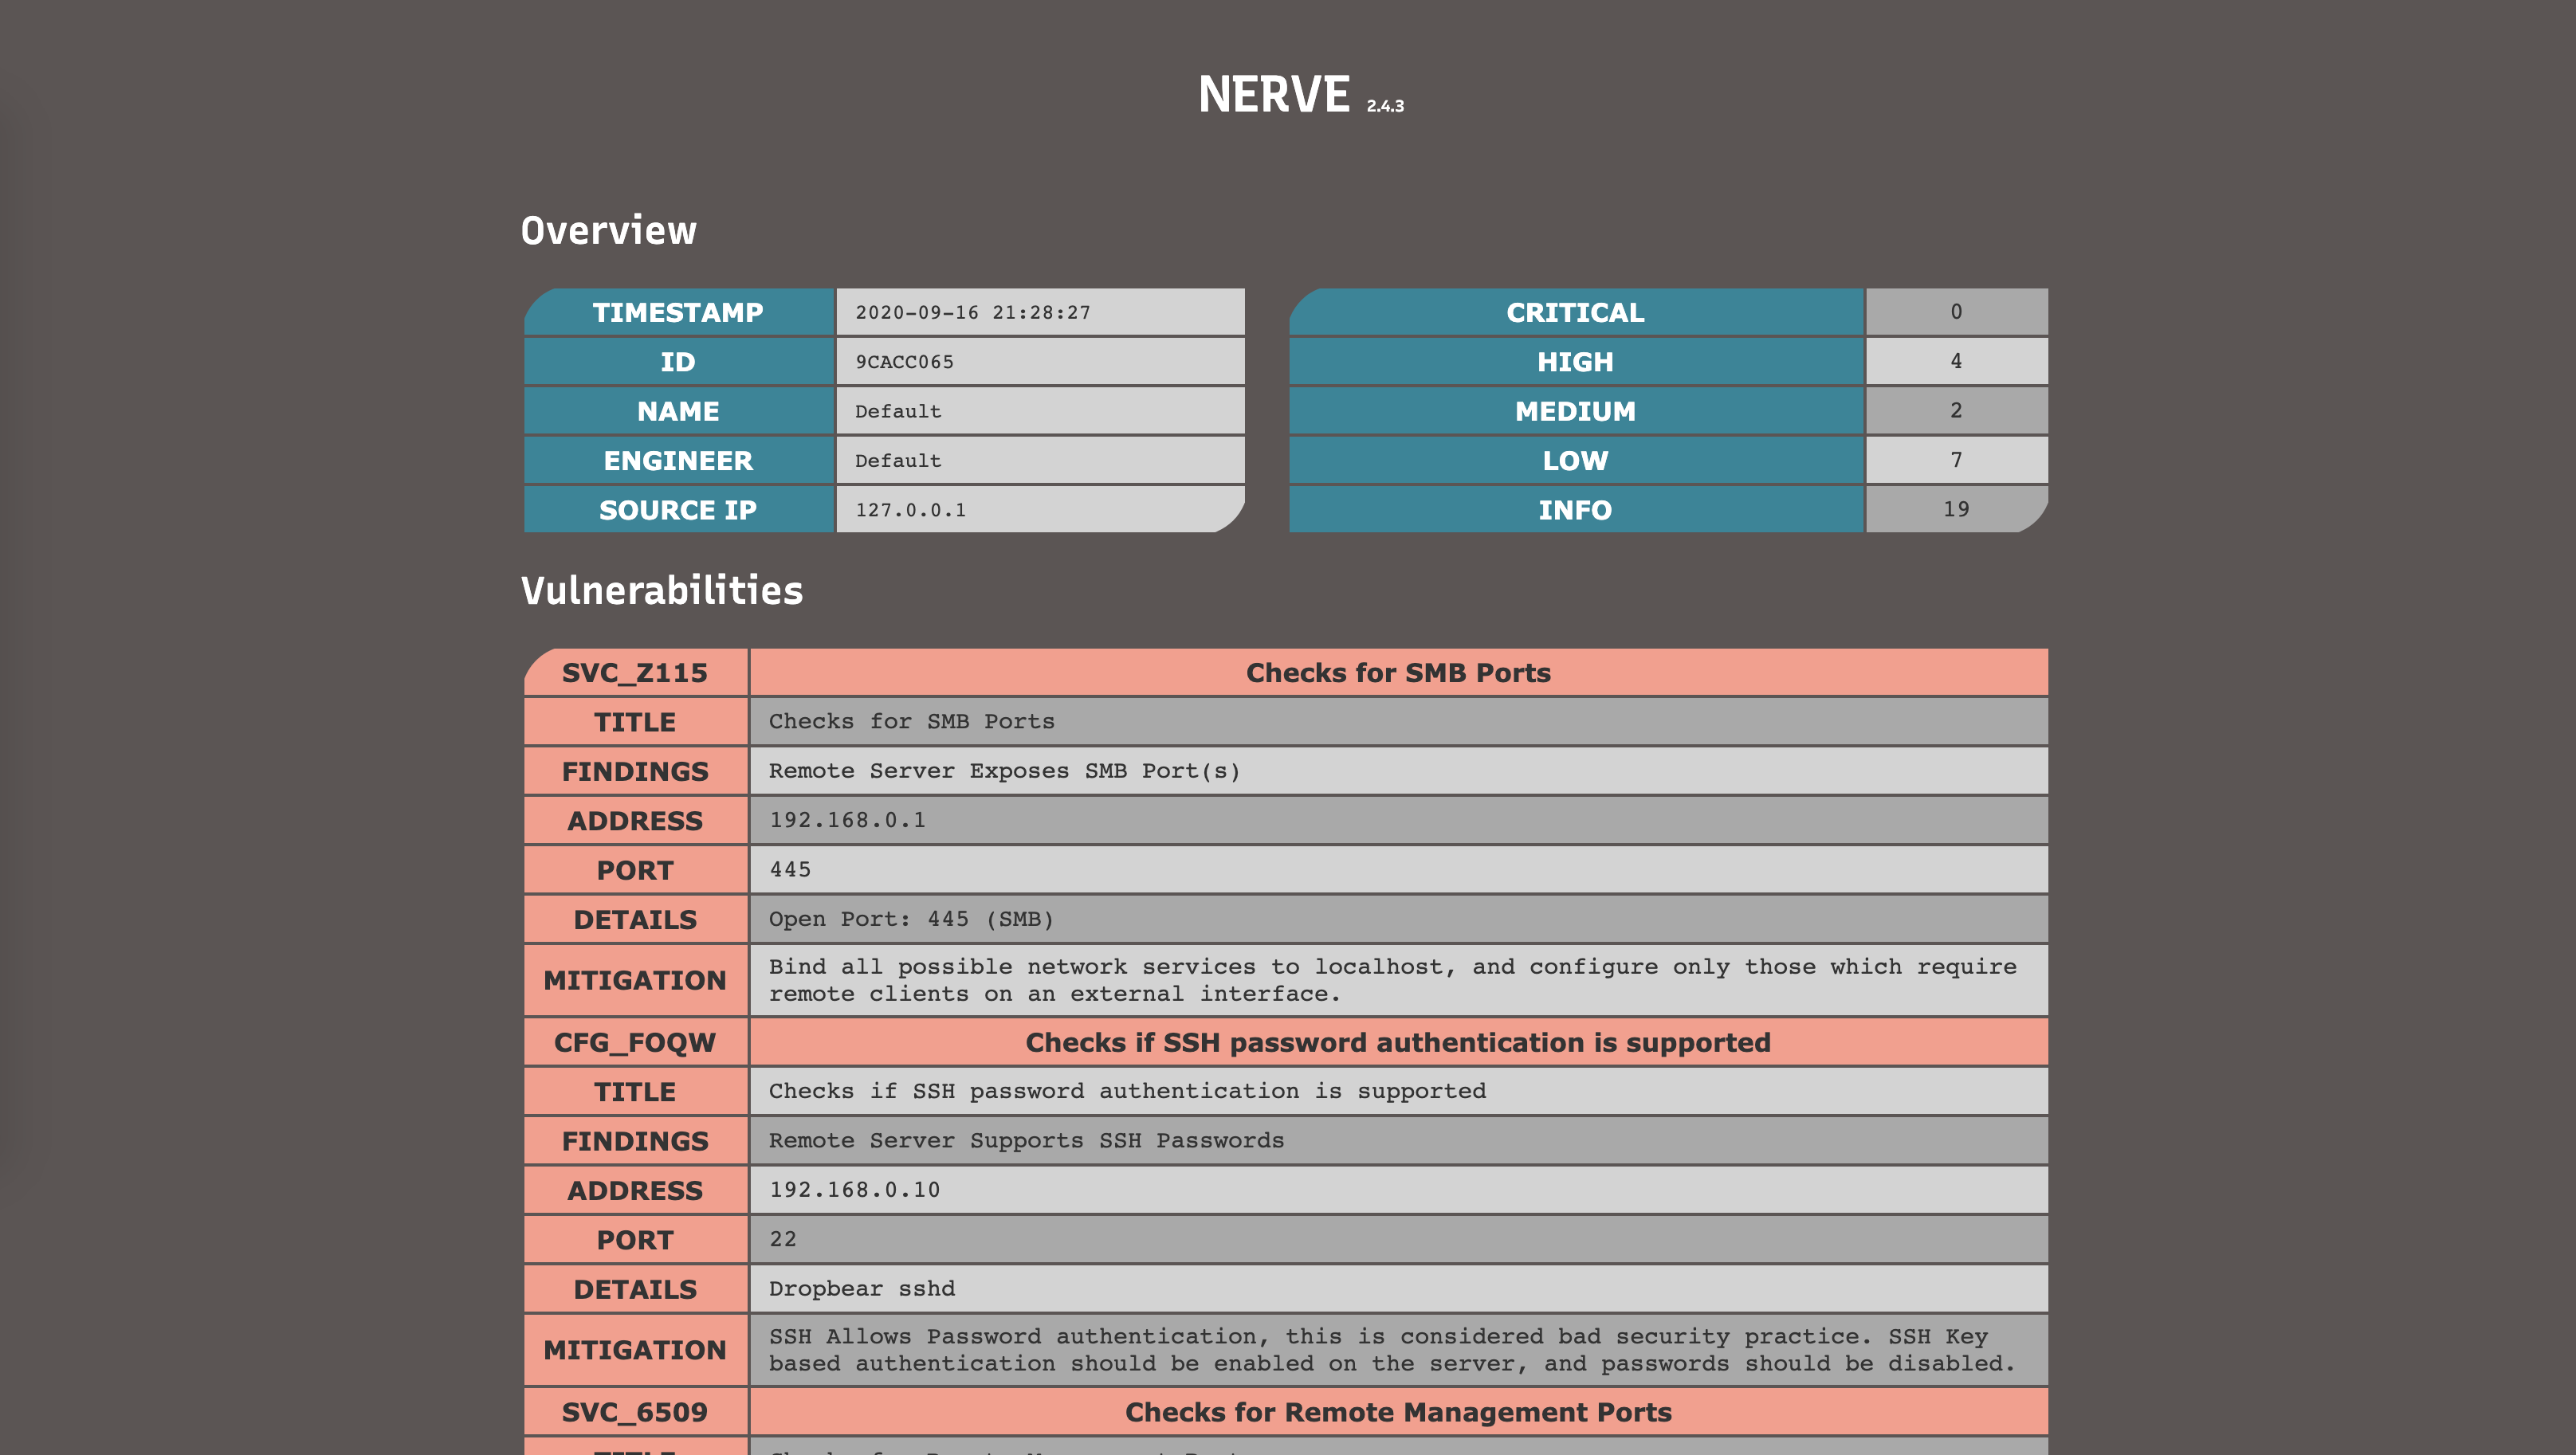 NERVE 2.4.3
Overview
TIMESTAMP 2020-09-16 21:28:27
ID 9CACC065
NAME Default
ENGINEER Default
SOURCE IP 127.0.0.1
CRITICAL 0
HIGH 4
MEDIUM 2
LOW 7
INFO 19
Vulnerabilities
SVC_Z115 Checks for SMB Ports
TITLE Checks for SMB Ports
FINDINGS Remote Server Exposes SMB Port(s)
ADDRESS 192.168.0.1
PORT 445
DETAILS Open Port: 445 (SMB)
MITIGATION Bind all possible network services to localhost, and configure only those which require
remote clients on an external interface.
CFG_FOQW Checks if SSH password authentication is supported
TITLE Checks if SSH password authentication is supported
FINDINGS Remote Server Supports SSH Passwords
ADDRESS 192.168.0.10
PORT 22
DETAILS Dropbear sshd
MITIGATION SSH Allows Password authentication, this is considered bad security practice. SSH Key
based authentication should be enabled on the server, and passwords should be disabled.
SVC_6509 Checks for Remote Management Ports